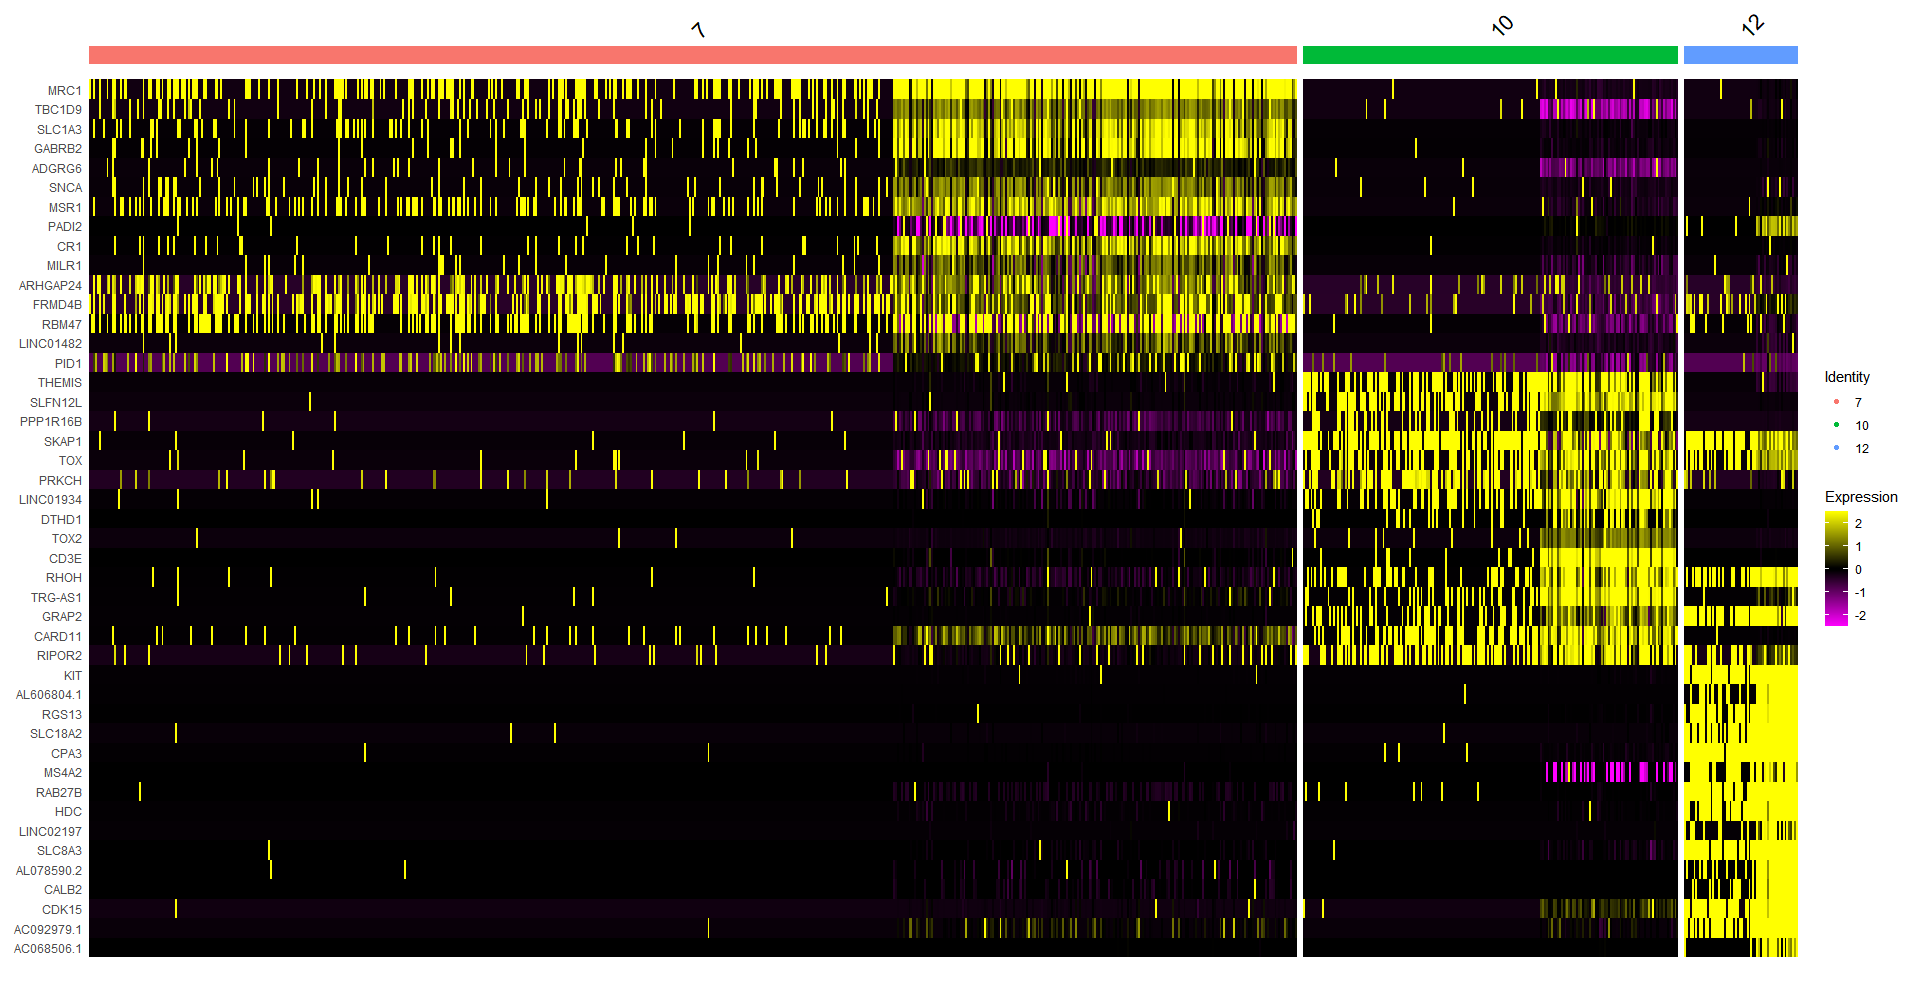 7
10
12
MRC1
TBC1D9
SLC1A3
GABRB2
ADGRG6
SNCA
MSR1
PADI2
CR1
MILR1
ARHGAP24
FRMD4B
RBM47
LINC01482
PID1
THEMIS
SLFN12L
PPP1R16B
SKAP1
TOX
PRKCH
LINC01934
DTHD1
TOX2
CD3E
RHOH
TRG-AS1
GRAP2
CARD11
RIPOR2
KIT
AL606804.1
RGS13
SLC18A2
CPA3
MS4A2
RAB27B
HDC
LINC02197
SLC8A3
AL078590.2
CALB2
CDK15
AC092979.1
AC068506.1
Identity
7
10
12
Expression
2
1
0
-1
-2